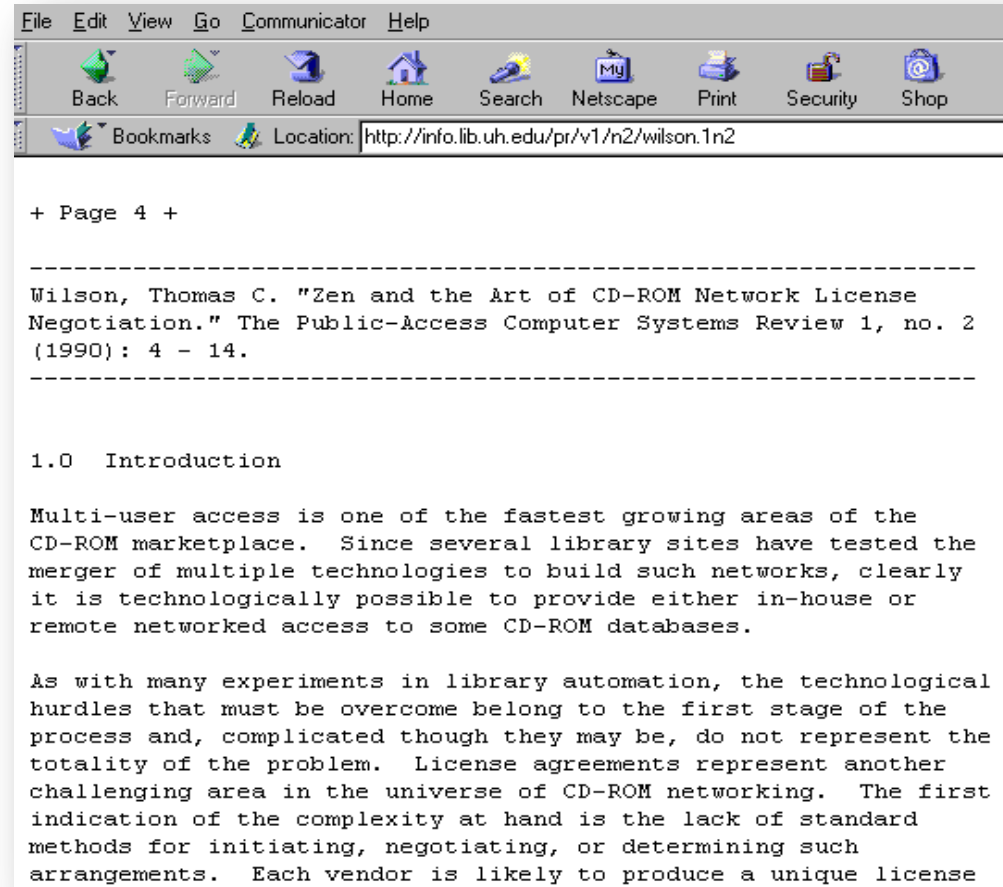 File Edit View Go Communicator Help
Back Forward Reload Home Search Netscape Print Security Shop
My
Bookmarks Location: http://info.lib.uh.edu/pr/v1/n2/wilson.1n2
+ Page 4 +
-----------------------------------------------------------------
Wilson, Thomas C. "Zen and the Art of CD-ROM Network License
Negotiation." The Public-Access Computer Systems Review 1, no. 2
(1990): 4 - 14.
-----------------------------------------------------------------
1.0  Introduction
Multi-user access is one of the fastest growing areas of the
CD-ROM marketplace.  Since several library sites have tested the
merger of multiple technologies to build such networks, clearly
it is technologically possible to provide either in-house or
remote networked access to some CD-ROM databases.
As with many experiments in library automation, the technological
hurdles that must be overcome belong to the first stage of the
process and, complicated though they may be, do not represent the
totality of the problem.  License agreements represent another
challenging area in the universe of CD-ROM networking.  The first
indication of the complexity at hand is the lack of standard
methods for initiating, negotiating, or determining such
arrangements.  Each vendor is likely to produce a unique license